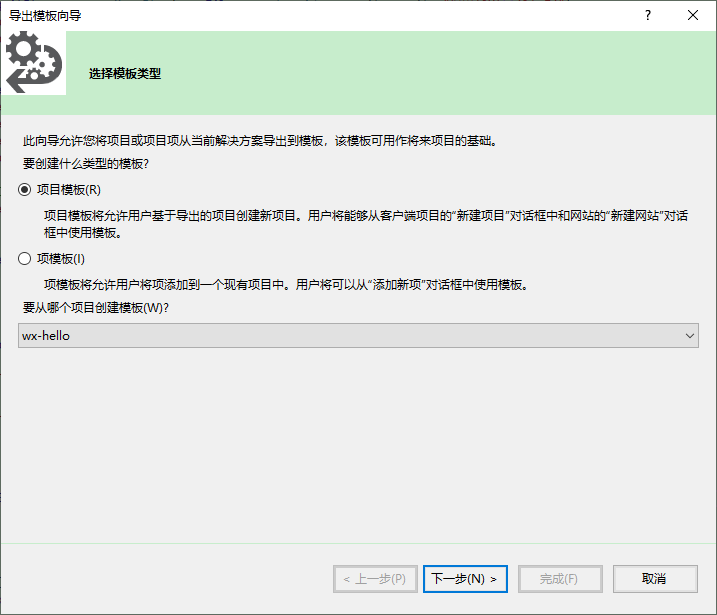 导出模板向导
?
选择模板类型
此向导允许您将项目或项目项从当前解决方案导出到模板，该模板可用作将来项目的基础。
要创建什么类型的模板?
项目模板(R)
项目模板将允许用户基于导出的项目创建新项目。用户将能够从客户端项目的“新建项目”对话框中和网站的“新建网站”对话
框中使用模板。
项模板(I)
项模板将允许用户将项添加到一个现有项目中。用户将可以从“添加新项”对话框中使用模板。
要从哪个项目创建模板(W)?
wx-hello
< 上一步(P)
下一步(N) >
完成(F)
取消